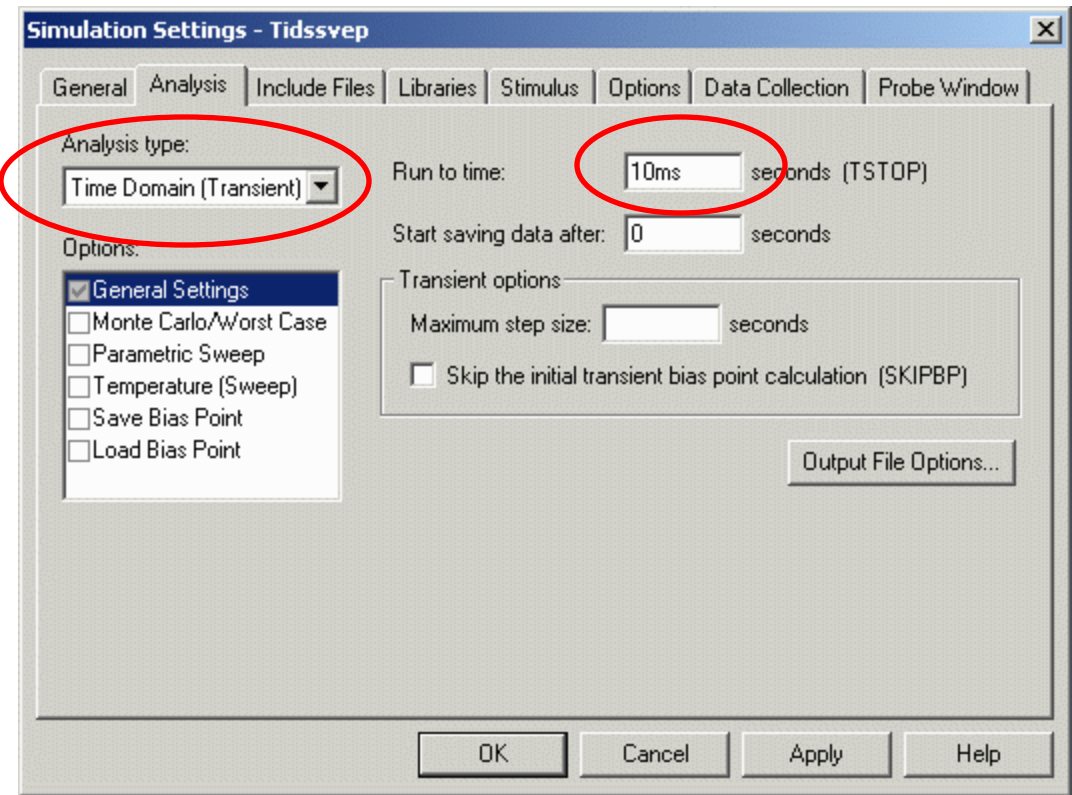 Simulation Settings - Tidssvep
General Analysis Include Files Libraries Stimulus Options Data Collection Probe Window
Analysis type:
Time Domain (Transient)
Options:
General Settings
Monte Carlo/Worst Case
Parametric Sweep
Temperature (Sweep)
Save Bias Point
Load Bias Point
Run to time: 10ms seconds (TSTOP)
Start saving data after: 0 seconds
Transient options
Maximum step size: seconds
Skip the initial transient bias point calculation (SKIPBP)
Output File Options...
OK Cancel Apply Help